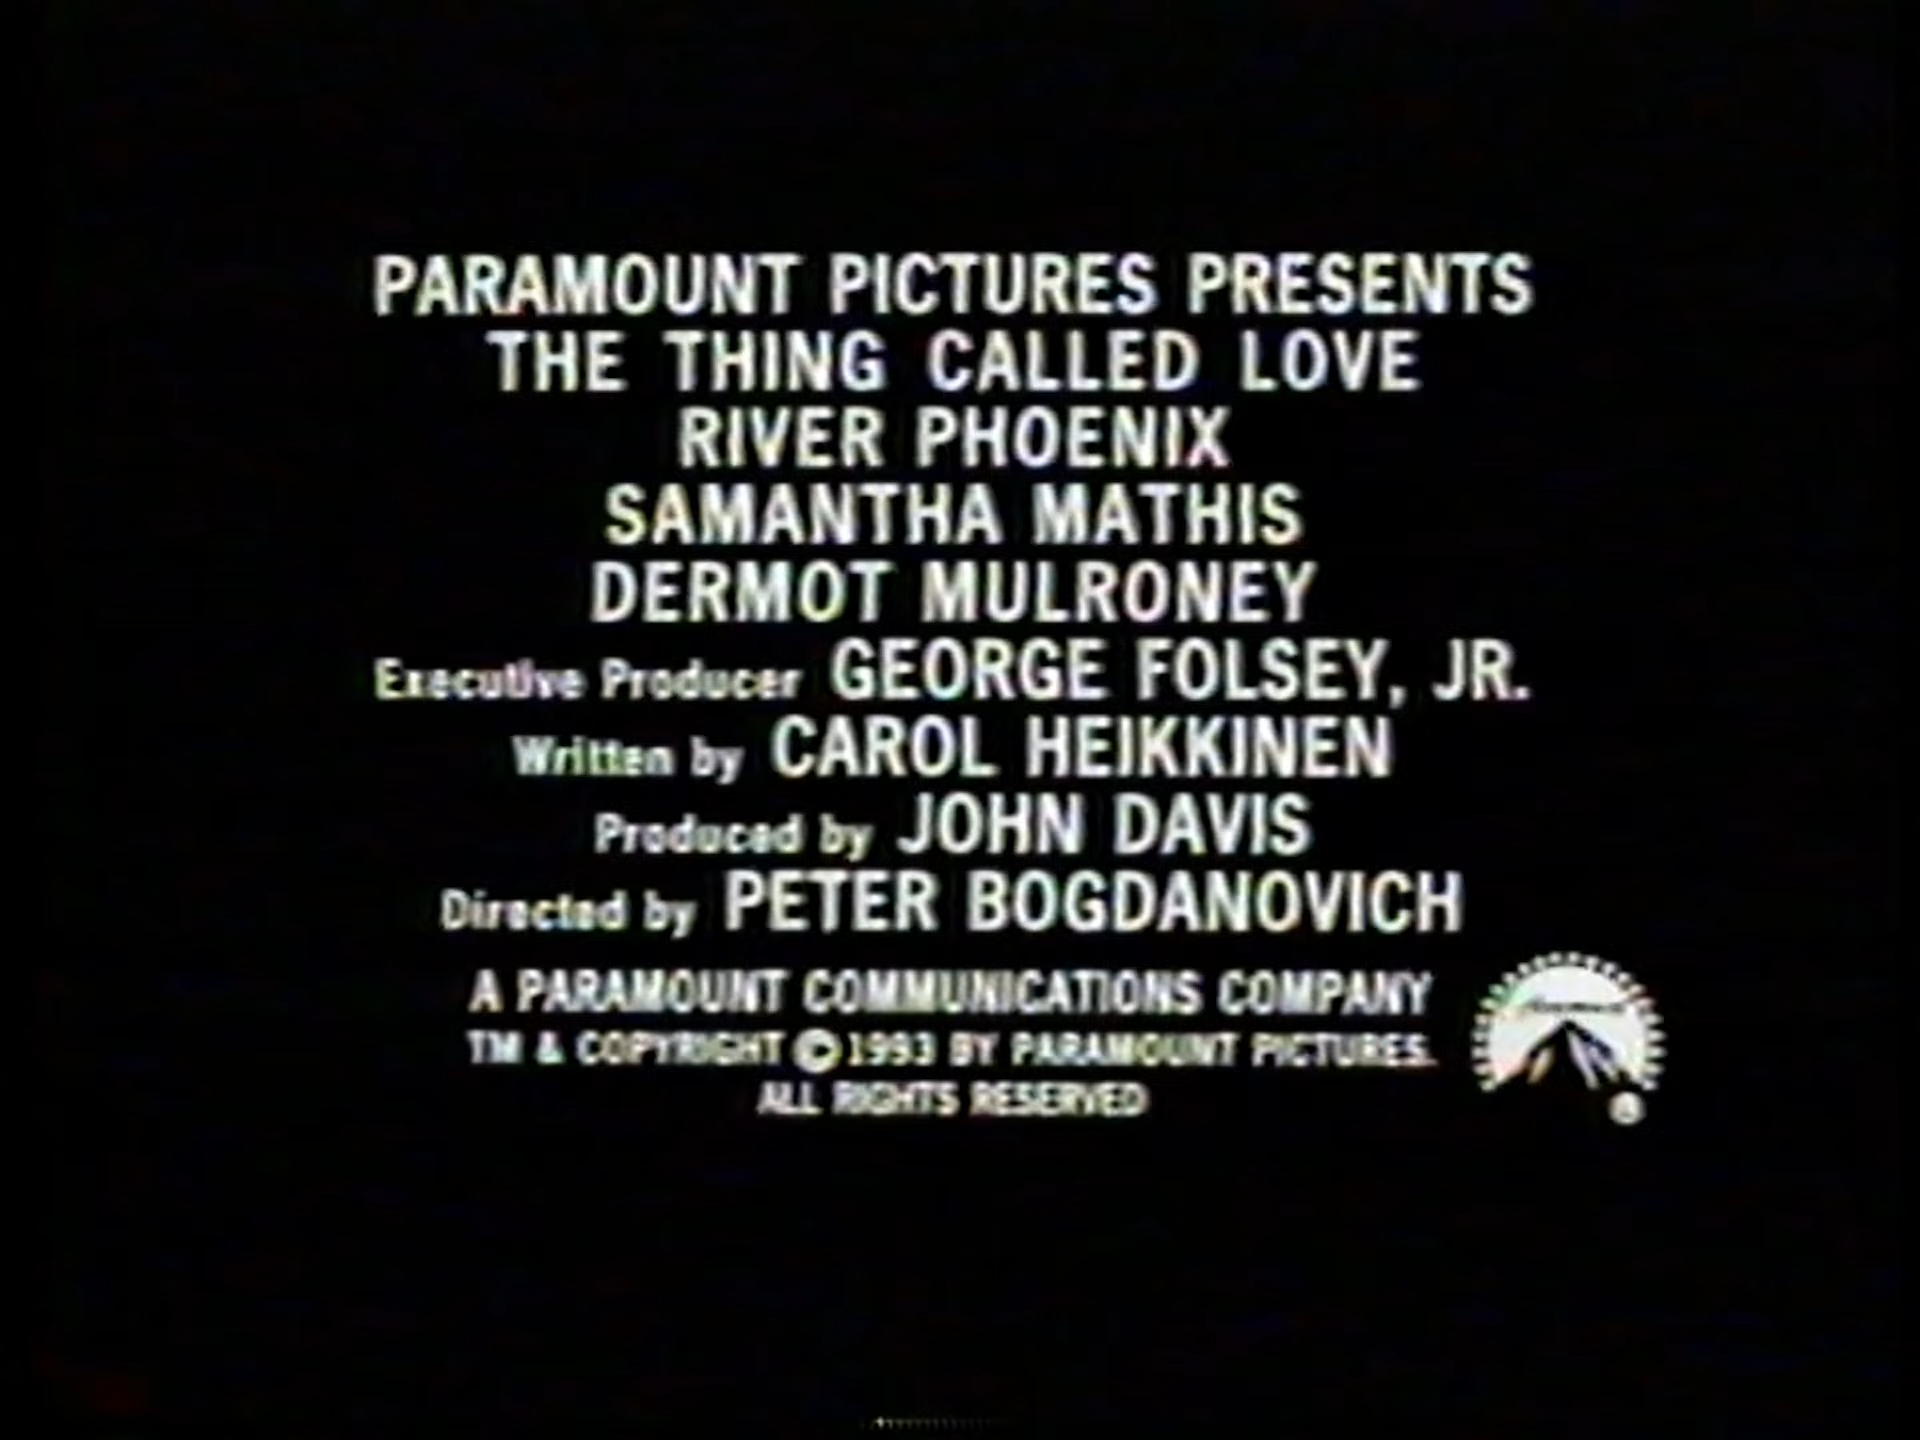 PARAMOUNT PICTURES PRESENTS
THE THING CALLED LOVE
RIVER PHOENIX
SAMANTHA MATHIS
DERMOT MULRONEY
Executive Producer GEORGE FOLSEY, JR.
Written by CAROL HEIKKINEN
Produced by JOHN DAVIS
Directed by PETER BOGDANOVICH
A PARAMOUNT COMMUNICATIONS COMPANY
TM & COPYRIGHT © 1993 BY PARAMOUNT PICTURES.
ALL RIGHTS RESERVED
Paramount
®